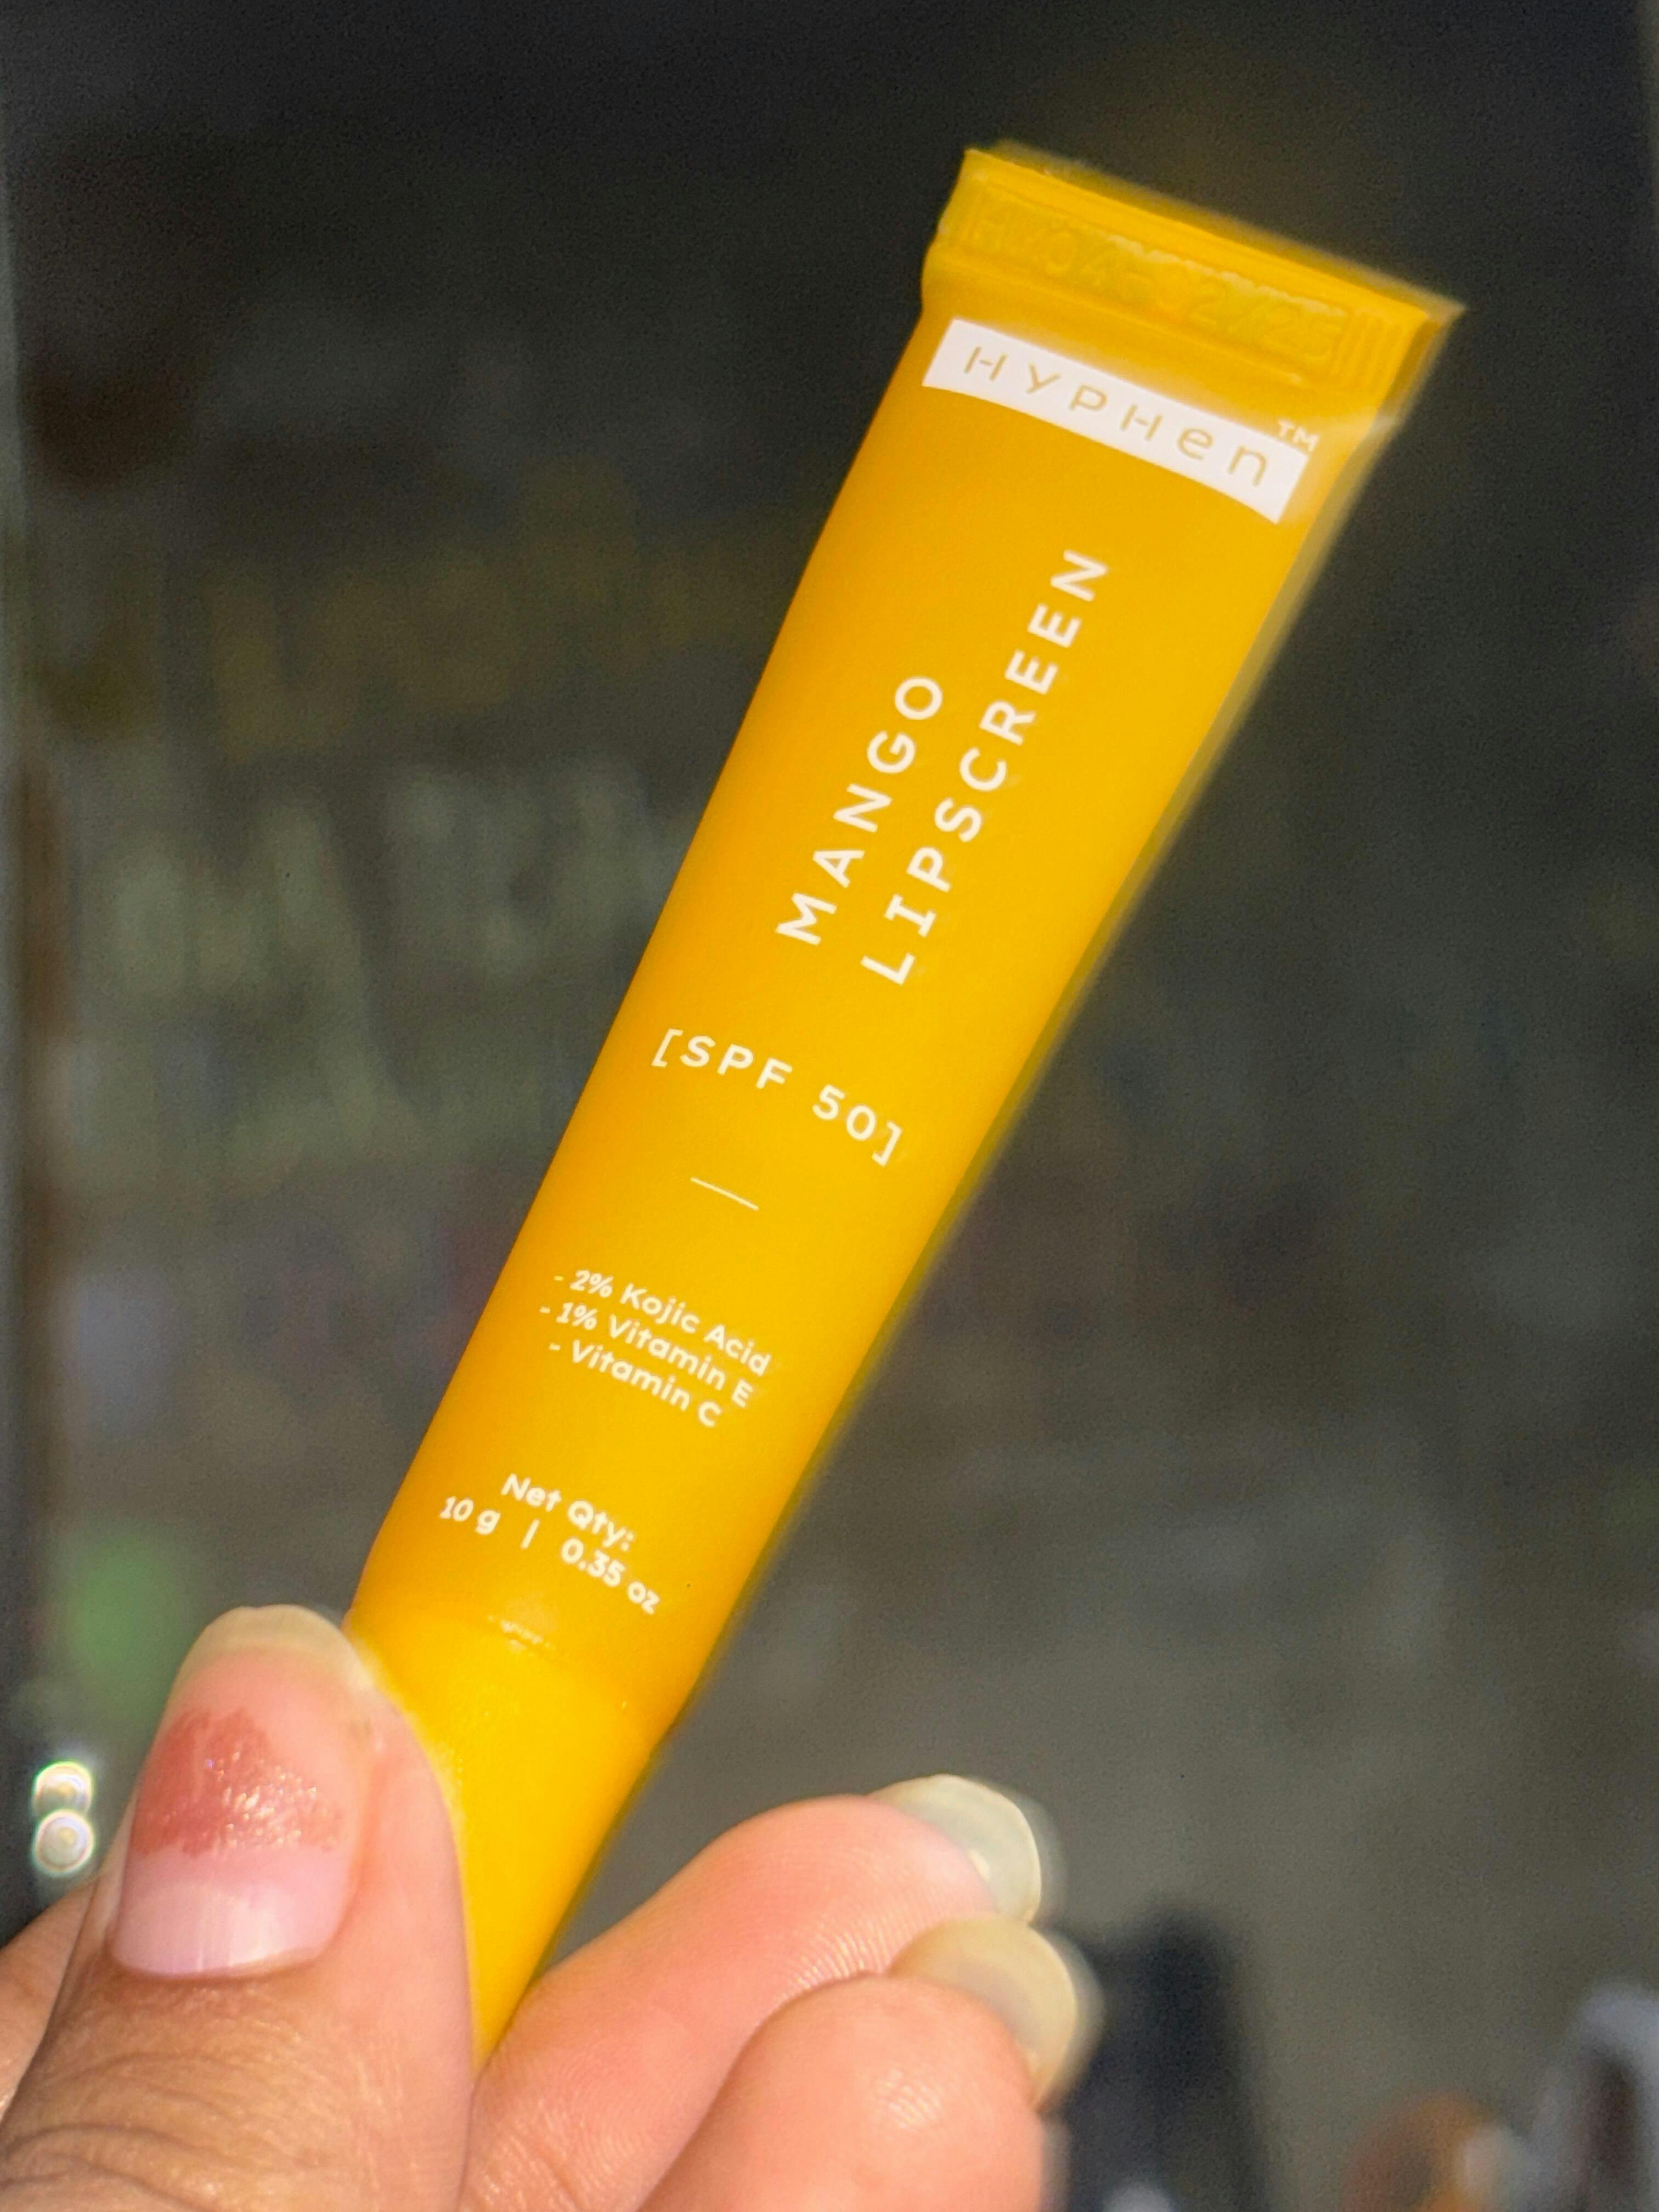 HYPHen™
MANGO
LIPSCREEN
[SPF 50]
- 2% Kojic Acid
- 1% Vitamin E
- Vitamin C
Net Qty:
10 g | 0.35 oz